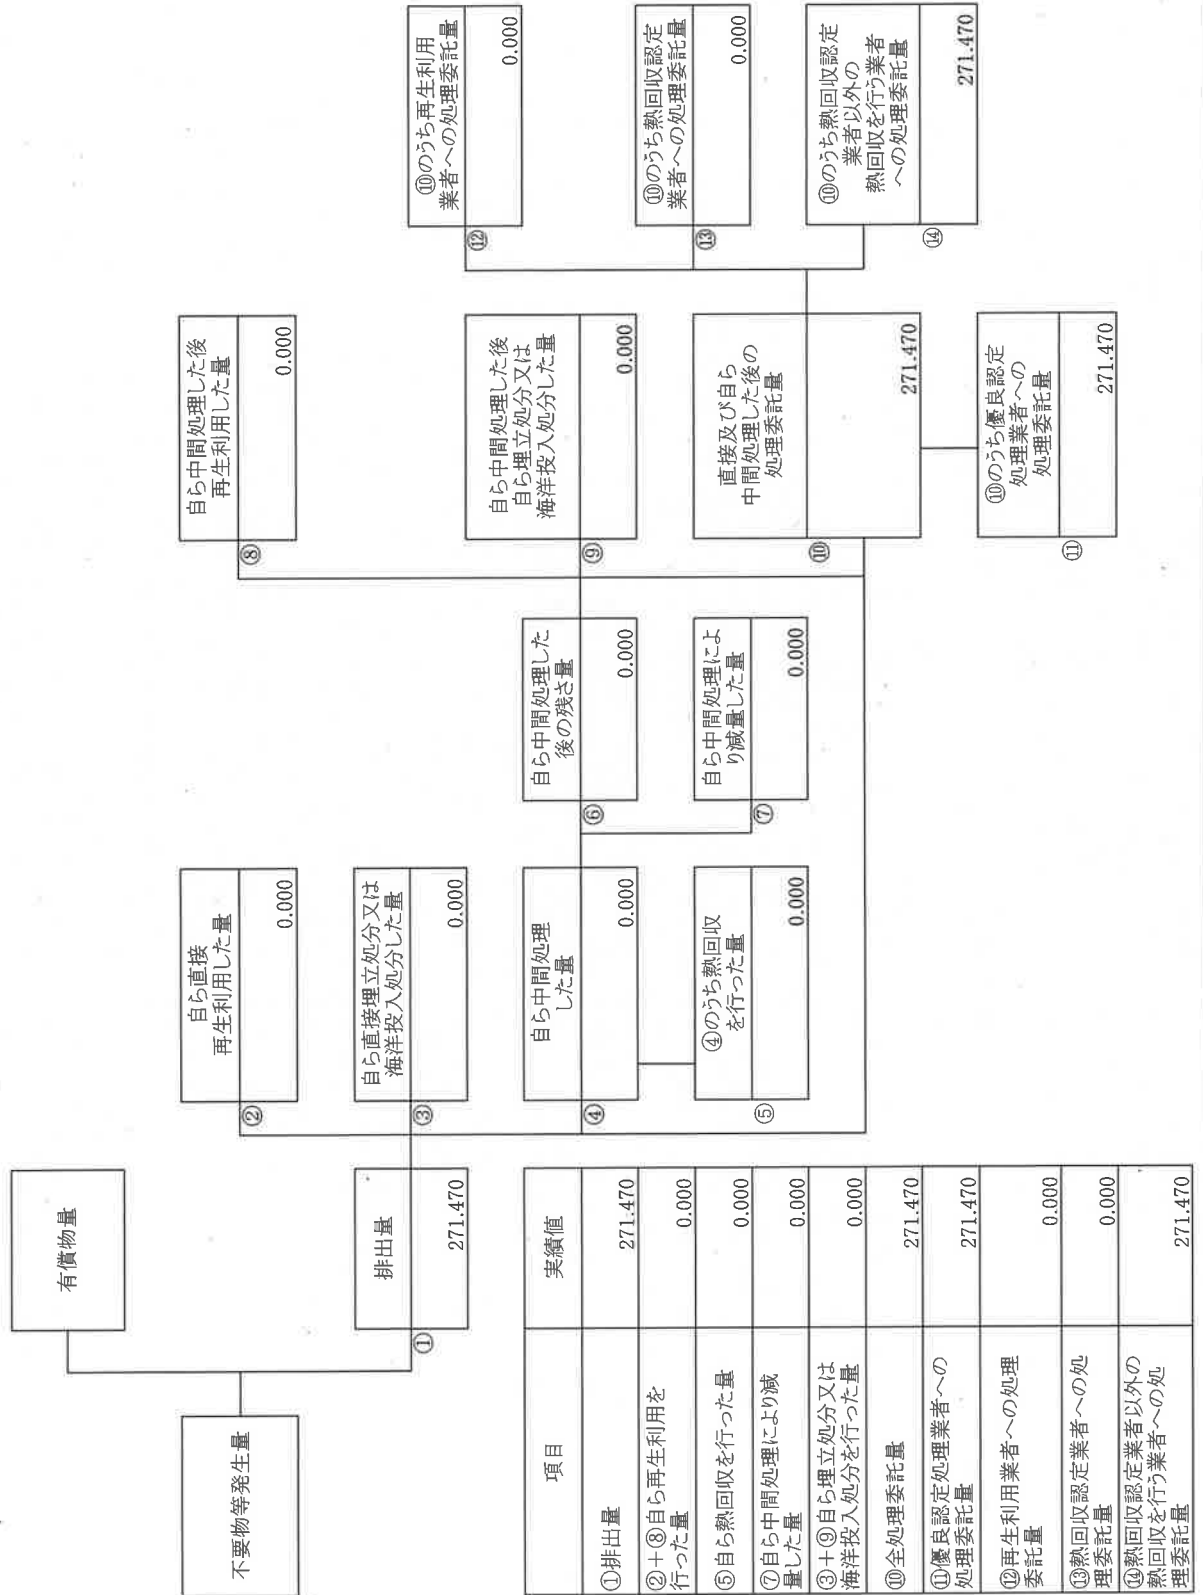 有償物量
不要物等発生量
排出量
①
271.470
自ら直接
再生利用した量
②
0.000
自ら直接埋立処分又は
海洋投入処分した量
③
0.000
自ら中間処理
した量
④
0.000
④のうち熱回収
を行った量
⑤
0.000
自ら中間処理した
後の残さ量
⑥
0.000
自ら中間処理によ
り減量した量
⑦
0.000
自ら中間処理した後
再生利用した量
⑧
0.000
自ら中間処理した後
自ら埋立処分又は
海洋投入処分した量
⑨
0.000
直接及び自ら
中間処理した後の
処理委託量
⑩
271.470
⑩のうち優良認定
処理業者への
処理委託量
⑪
271.470
⑩のうち再生利用
業者への処理委託量
⑫
0.000
⑩のうち熱回収認定
業者への処理委託量
⑬
0.000
⑩のうち熱回収認定
業者以外の
熱回収を行う業者
への処理委託量
⑭
271.470
項目 実績値
①排出量 271.470
②+⑧自ら再生利用を
行った量 0.000
⑤自ら熱回収を行った量 0.000
⑦自ら中間処理により減
量した量 0.000
③+⑨自ら埋立処分又は
海洋投入処分を行った量 0.000
⑩全処理委託量 271.470
⑪優良認定処理業者への
処理委託量 271.470
⑫再生利用業者への処理
委託量 0.000
⑬熱回収認定業者への処
理委託量 0.000
⑭熱回収認定業者以外の
熱回収を行う業者への処
理委託量 271.470